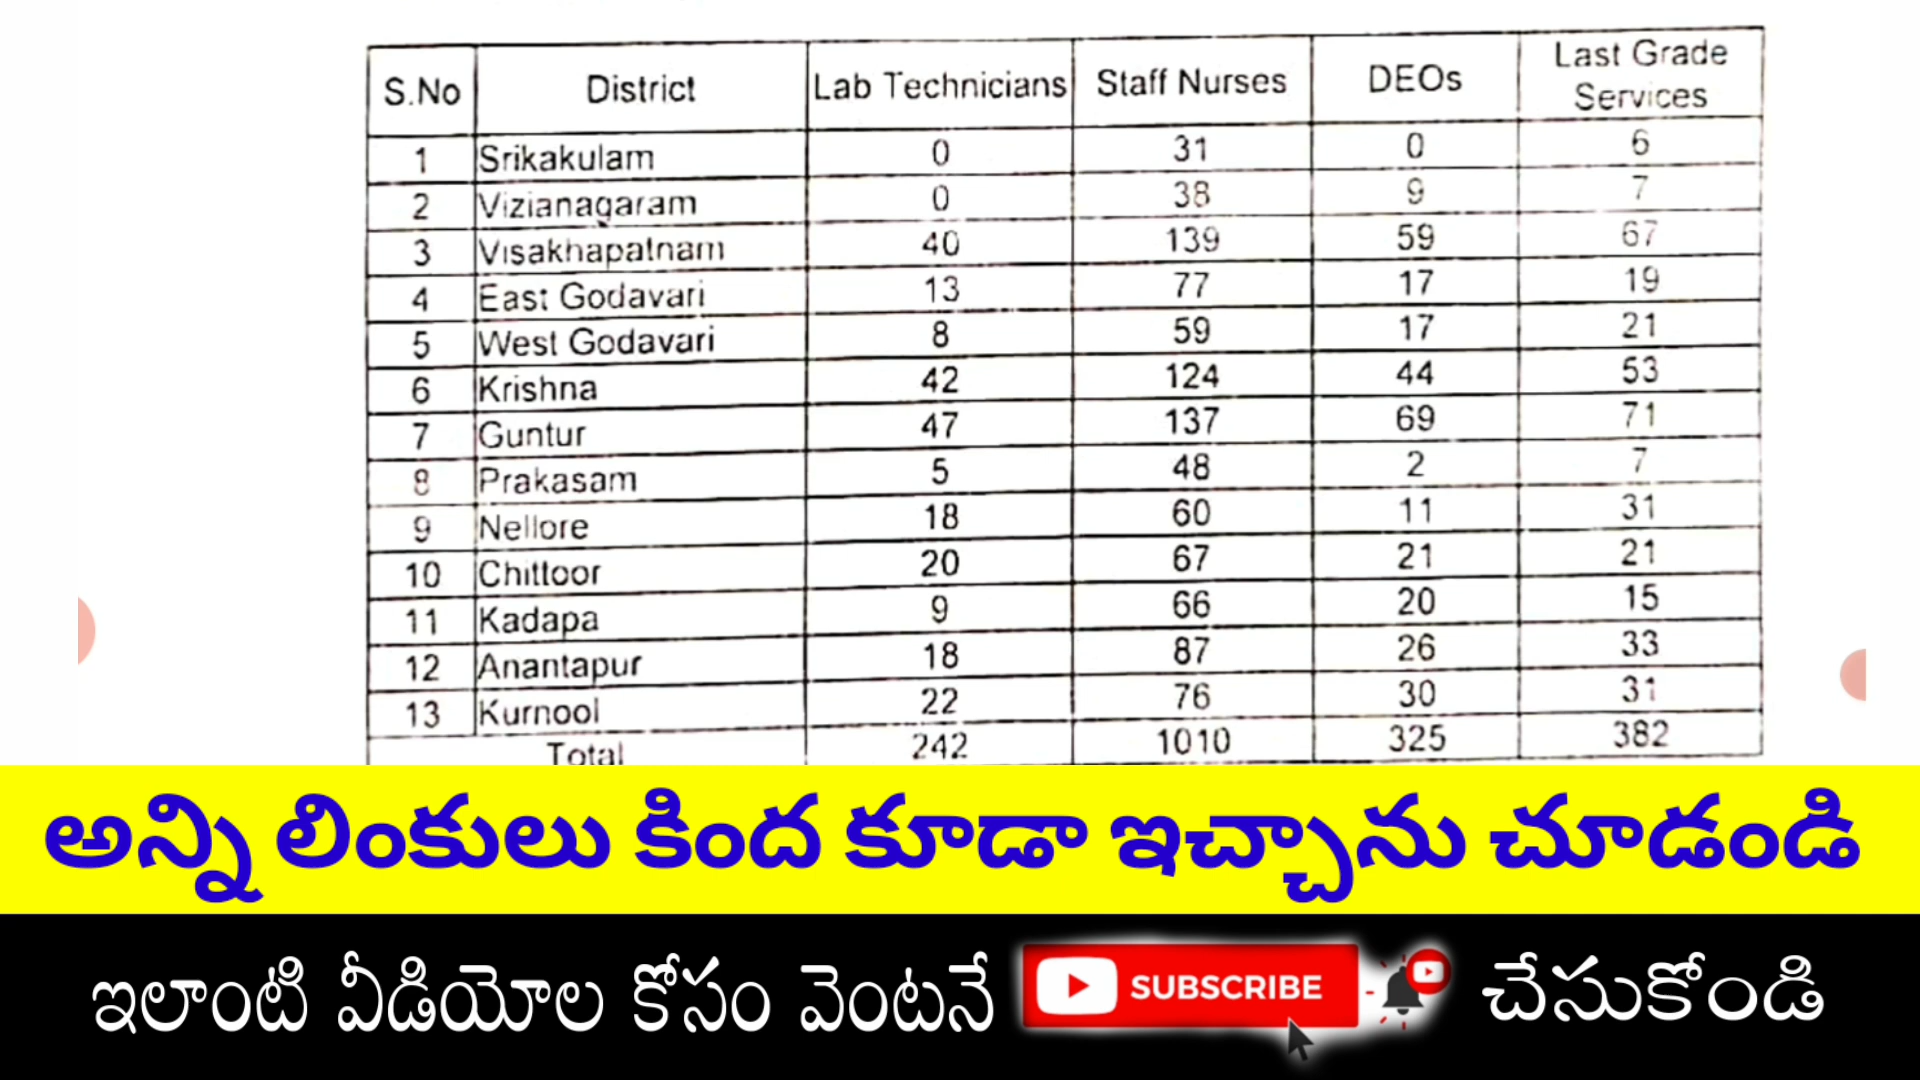 S.No District Lab Technicians Staff Nurses DEOs Last Grade Services
1 Srikakulam 0 31 0 6
2 Vizianagaram 0 38 9 7
3 Visakhapatnam 40 139 59 67
4 East Godavari 13 77 17 19
5 West Godavari 8 59 17 21
6 Krishna 42 124 44 53
7 Guntur 47 137 69 71
8 Prakasam 5 48 2 7
9 Nellore 18 60 11 31
10 Chittoor 20 67 21 21
11 Kadapa 9 66 20 15
12 Anantapur 18 87 26 33
13 Kurnool 22 76 30 31
Total 242 1010 325 382
అన్ని లింకులు కింద కూడా ఇచ్చాను చూడండి
ఇలాంటి వీడియోల కోసం వెంటనే SUBSCRIBE చేసుకోండి